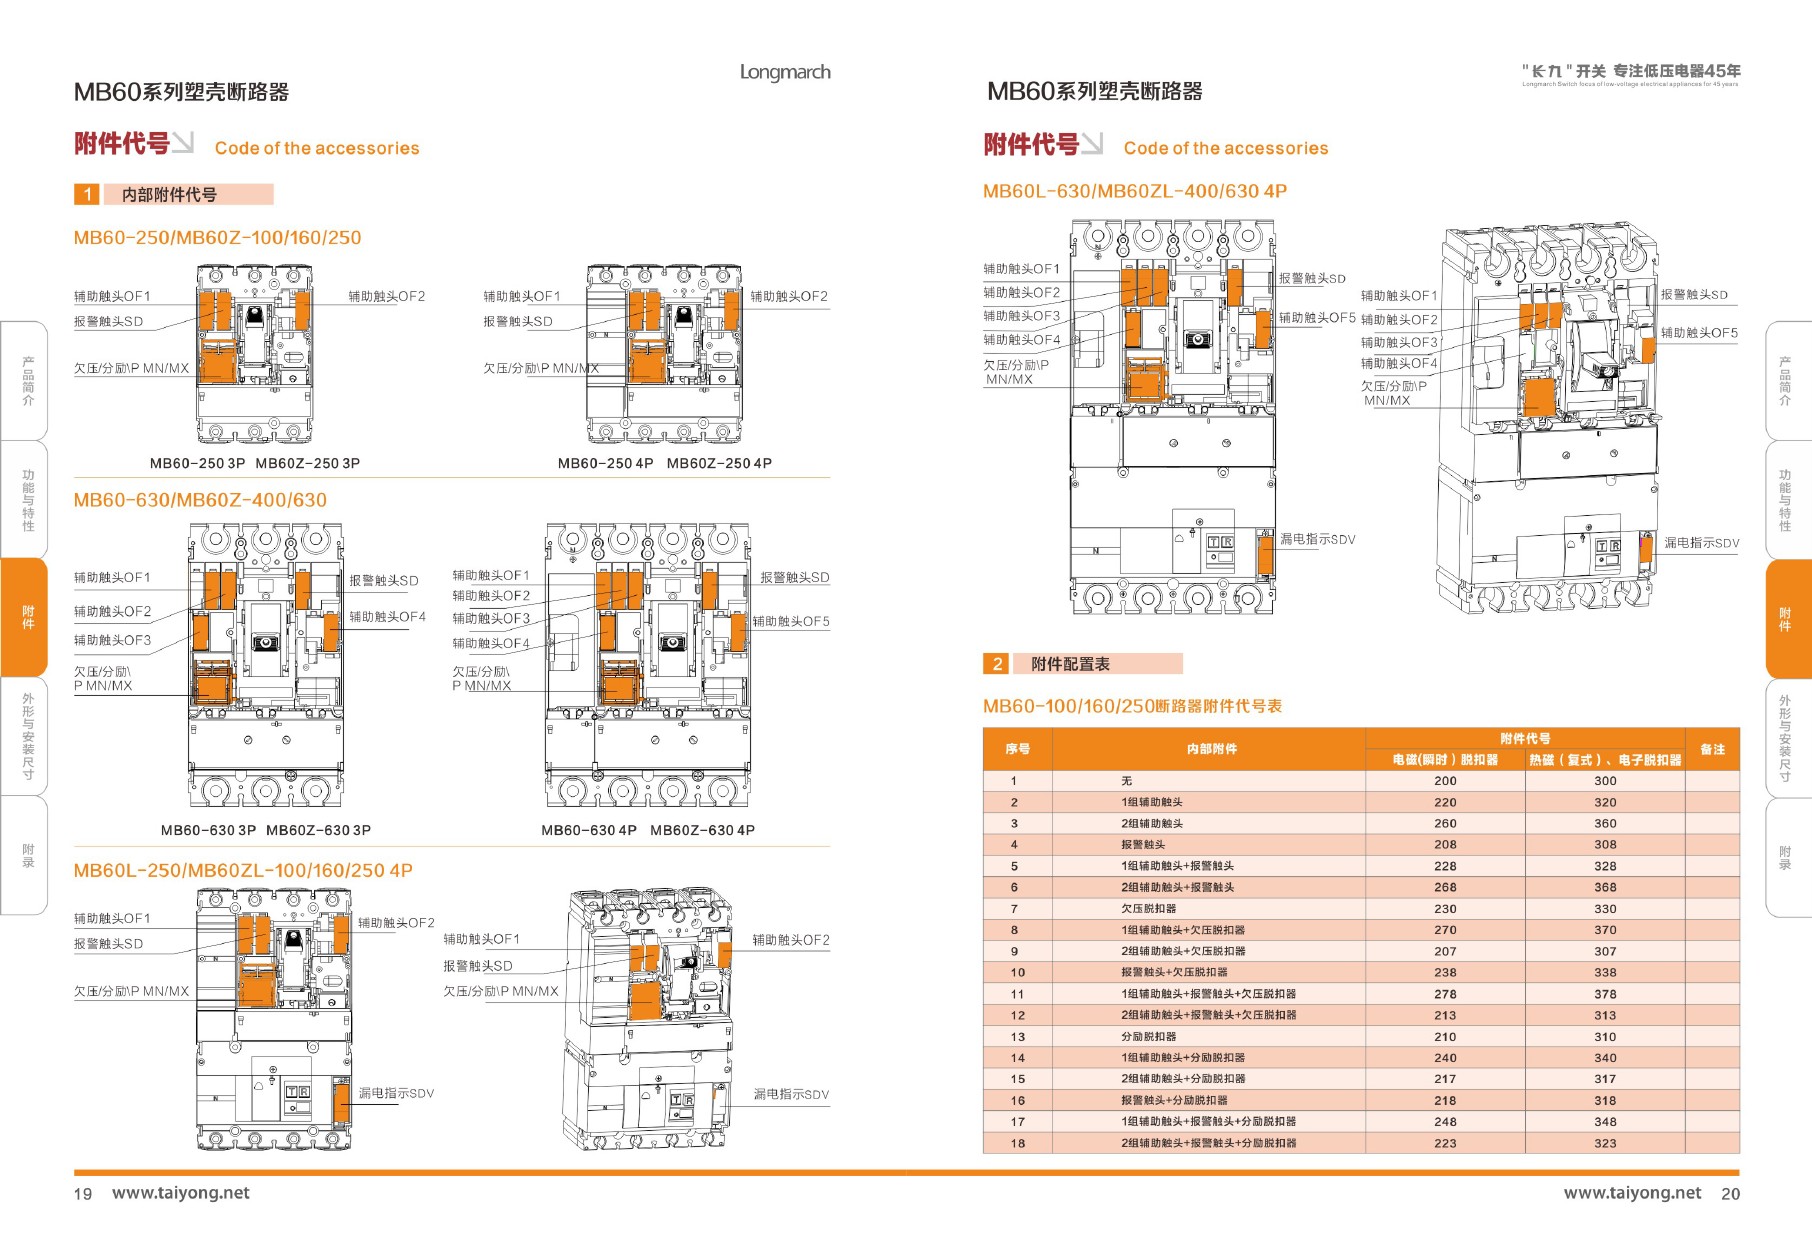 Longmarch
MB60系列塑壳断路器
附件代号 Code of the accessories
1 内部附件代号
MB60-250/MB60Z-100/160/250
辅助触头OF1
报警触头SD
欠压/分励\P MN/MX
辅助触头OF2
MB60-250 3P MB60Z-250 3P
辅助触头OF1
报警触头SD
欠压/分励\P MN/MX
辅助触头OF2
N
MB60-250 4P MB60Z-250 4P
MB60-630/MB60Z-400/630
辅助触头OF1
辅助触头OF2
辅助触头OF3
欠压/分励\
P MN/MX
报警触头SD
辅助触头OF4
MB60-630 3P MB60Z-630 3P
辅助触头OF1
辅助触头OF2
辅助触头OF3
辅助触头OF4
欠压/分励\
P MN/MX
报警触头SD
辅助触头OF5
N
MB60-630 4P MB60Z-630 4P
MB60L-250/MB60ZL-100/160/250 4P
辅助触头OF1
报警触头SD
欠压/分励\P MN/MX
辅助触头OF2
漏电指示SDV
N
N
T R
辅助触头OF1
报警触头SD
欠压/分励\P MN/MX
辅助触头OF2
漏电指示SDV
N
N
T R
产品简介
功能与特性
附件
外形与安装尺寸
附录
19 www.taiyong.net
"长九"开关 专注低压电器45年
Longmarch Switch focus of low-voltage electrical appliances for 45 years
MB60系列塑壳断路器
附件代号 Code of the accessories
MB60L-630/MB60ZL-400/630 4P
辅助触头OF1
辅助触头OF2
辅助触头OF3
辅助触头OF4
欠压/分励\P
MN/MX
报警触头SD
辅助触头OF5
漏电指示SDV
N
N
T R
辅助触头OF1
辅助触头OF2
辅助触头OF3
辅助触头OF4
欠压/分励\P
MN/MX
报警触头SD
辅助触头OF5
漏电指示SDV
N
T R
2 附件配置表
MB60-100/160/250断路器附件代号表
序号 内部附件 附件代号 备注
电磁(瞬时)脱扣器 热磁(复式)、电子脱扣器
1 无 200 300
2 1组辅助触头 220 320
3 2组辅助触头 260 360
4 报警触头 208 308
5 1组辅助触头+报警触头 228 328
6 2组辅助触头+报警触头 268 368
7 欠压脱扣器 230 330
8 1组辅助触头+欠压脱扣器 270 370
9 2组辅助触头+欠压脱扣器 207 307
10 报警触头+欠压脱扣器 238 338
11 1组辅助触头+报警触头+欠压脱扣器 278 378
12 2组辅助触头+报警触头+欠压脱扣器 213 313
13 分励脱扣器 210 310
14 1组辅助触头+分励脱扣器 240 340
15 2组辅助触头+分励脱扣器 217 317
16 报警触头+分励脱扣器 218 318
17 1组辅助触头+报警触头+分励脱扣器 248 348
18 2组辅助触头+报警触头+分励脱扣器 223 323
产品简介
功能与特性
附件
外形与安装尺寸
附录
www.taiyong.net 20